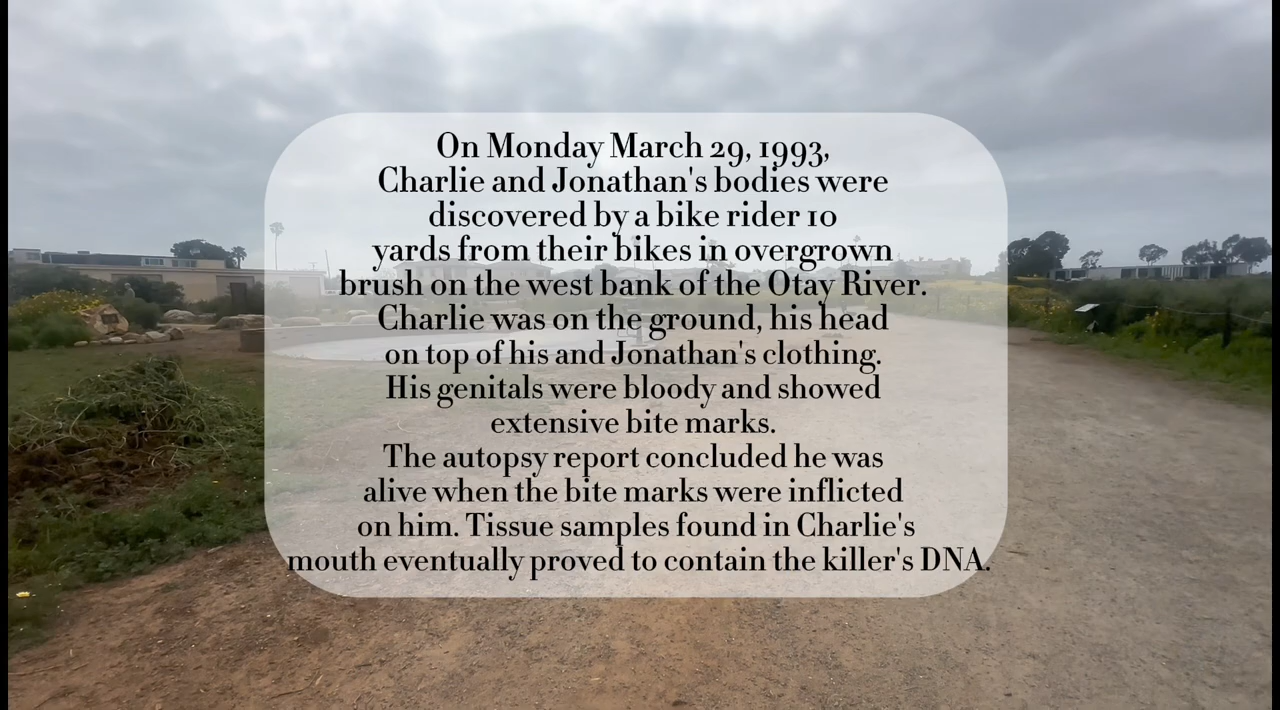 On Monday March 29, 1993,
Charlie and Jonathan's bodies were
discovered by a bike rider 10
yards from their bikes in overgrown
brush on the west bank of the Otay River.
Charlie was on the ground, his head
on top of his and Jonathan's clothing.
His genitals were bloody and showed
extensive bite marks.
The autopsy report concluded he was
alive when the bite marks were inflicted
on him. Tissue samples found in Charlie's
mouth eventually proved to contain the killer's DNA.